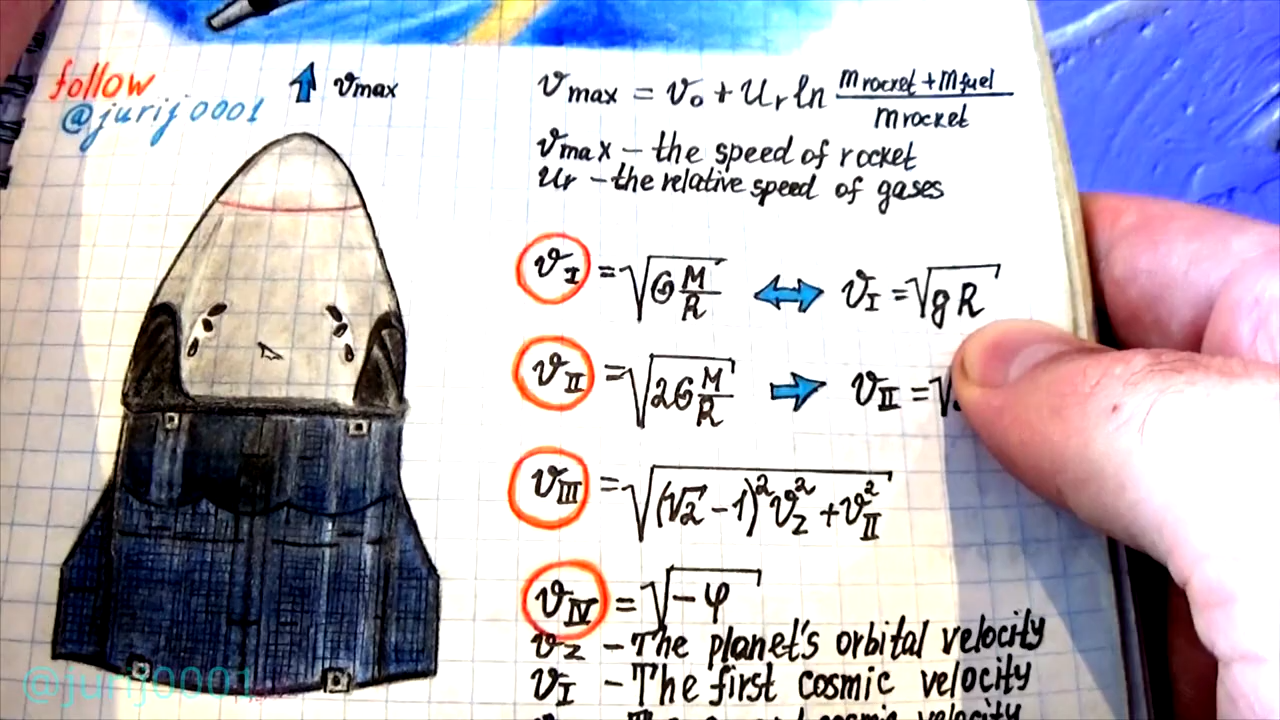 follow
@jurij0001
vmax
vmax = v₀ + Ur ln (mrocket + mfuel / mrocket)
vmax – the speed of rocket
Ur – the relative speed of gases
vI = √(G M/R) ↔ vI = √gR
vII = √(2G M/R) → vII = √
vIII = √((√2 – 1)² vz² + vII²)
vIV = √–φ
vz – The planet's orbital velocity
vI – The first cosmic velocity
cosmic velocity
@jurij0001